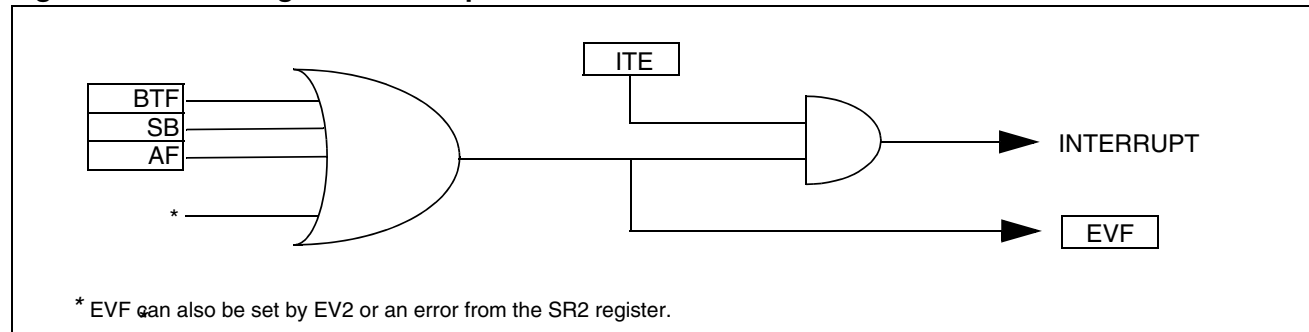 ITE
BTF
SB
AF
*
INTERRUPT
EVF
* EVF can also be set by EV2 or an error from the SR2 register.
*